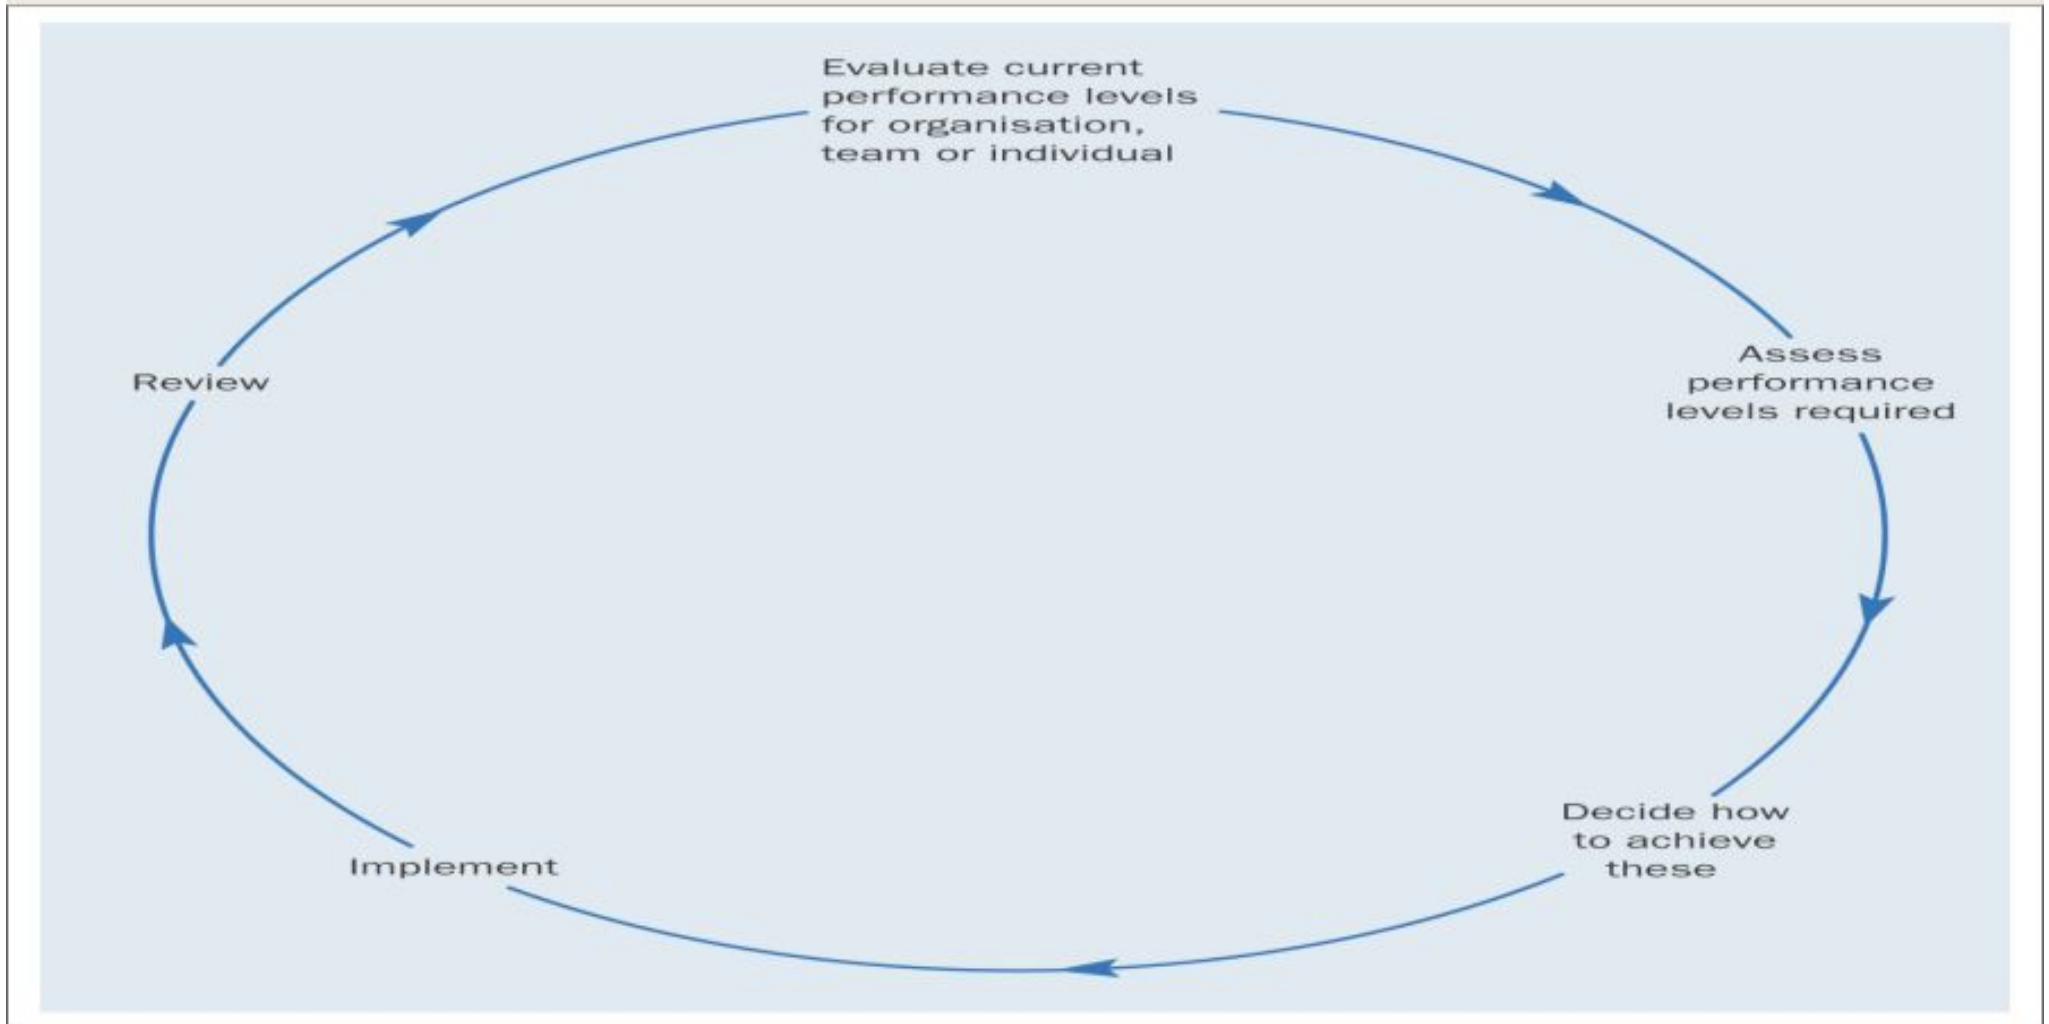 Evaluate current
performance levels
for organisation,
team or individual
Assess
performance
levels required
Decide how
to achieve
these
Implement
Review